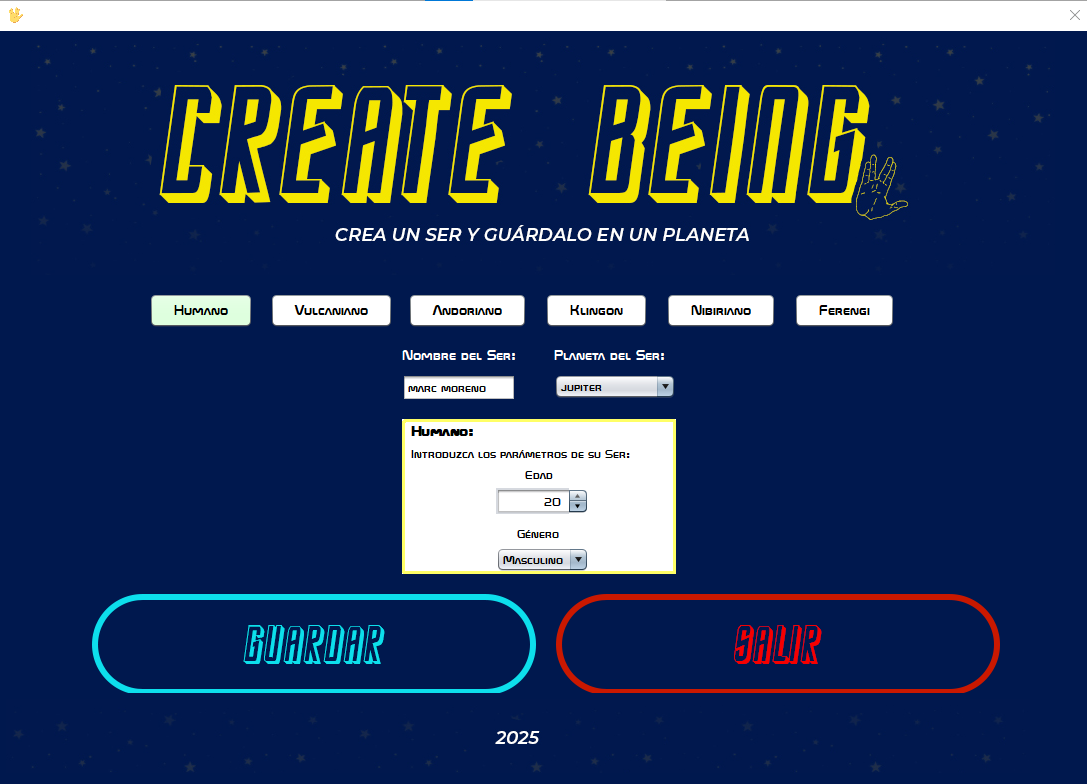 CREATE BEING
CREA UN SER Y GUÁRDALO EN UN PLANETA
Humano Vulcaniano Andoriano Klingon Nibiriano Ferengi
Nombre del Ser: Planeta del Ser:
marc moreno jupiter
Humano:
Introduzca los parámetros de su Ser:
Edad
20
Género
Masculino
GUARDAR SALIR
2025